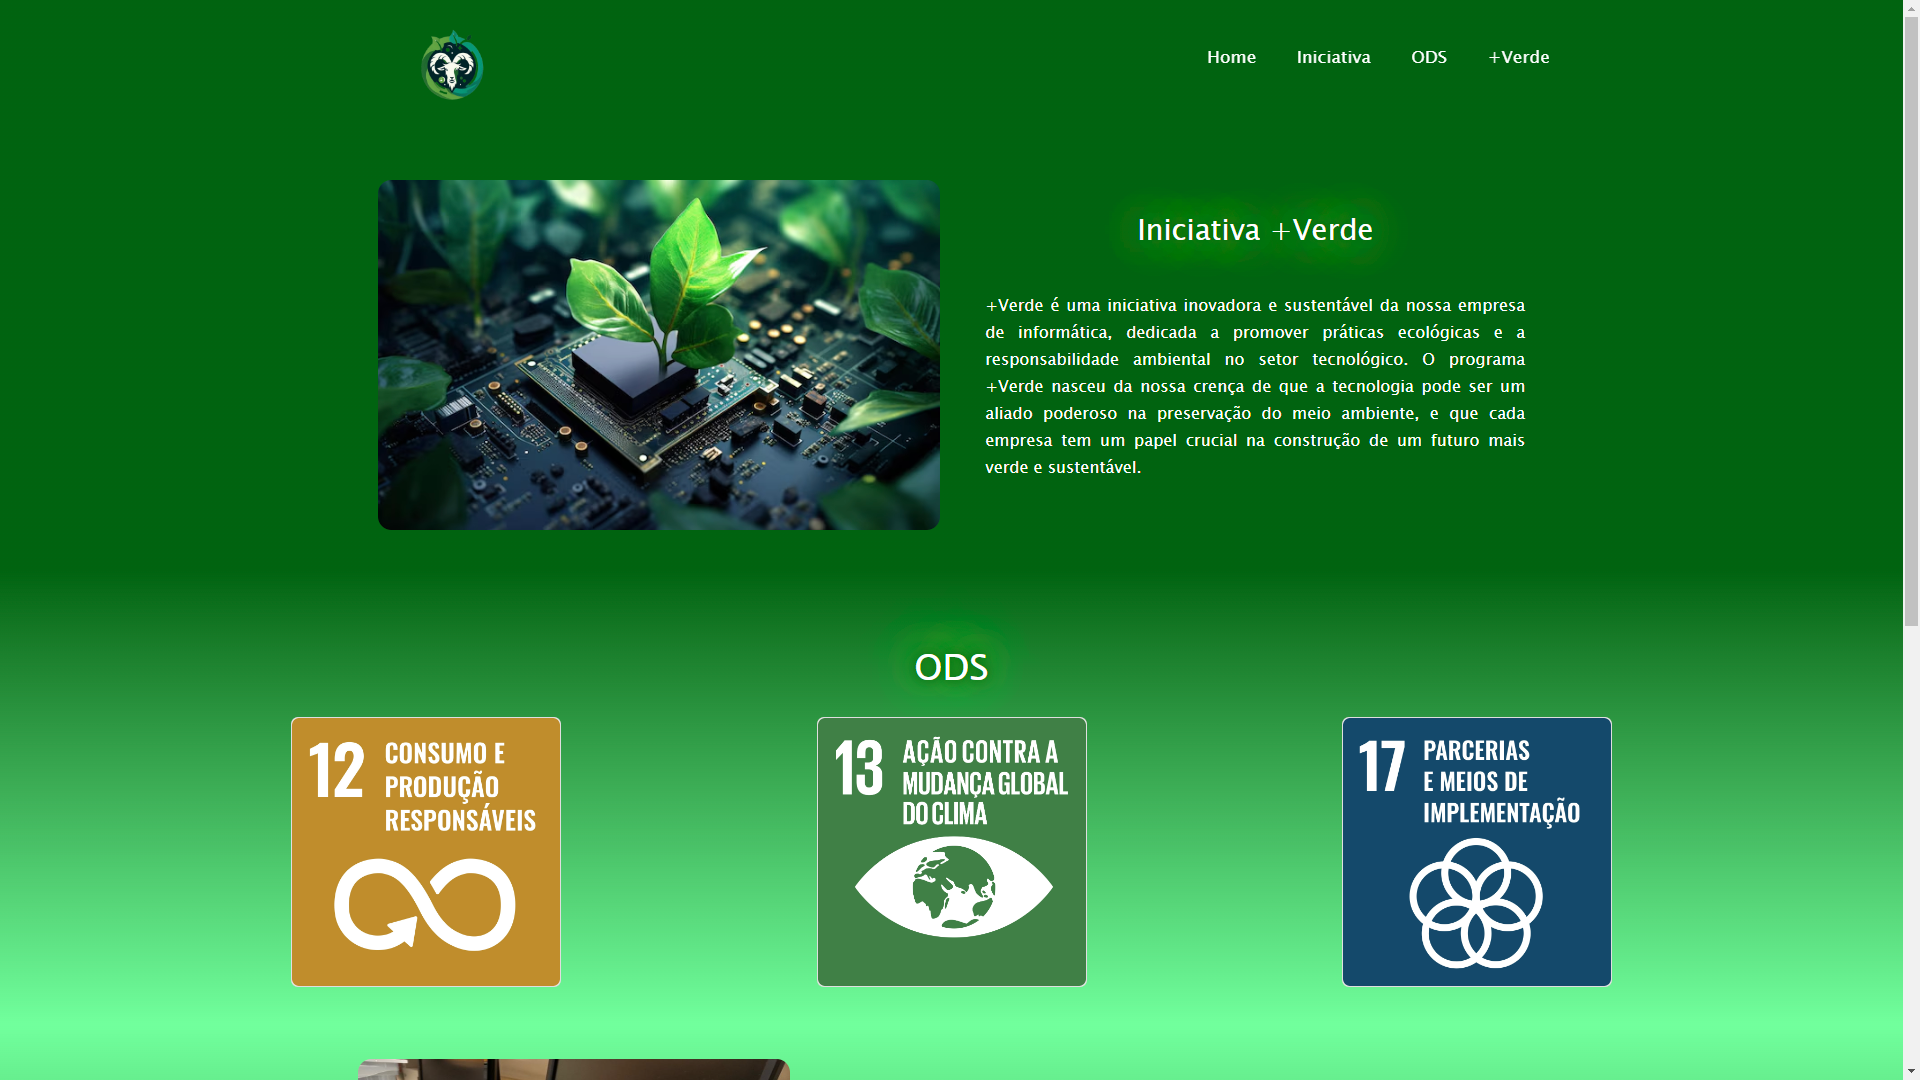 Home Iniciativa ODS +Verde
Iniciativa +Verde
+Verde é uma iniciativa inovadora e sustentável da nossa empresa
de informática, dedicada a promover práticas ecológicas e a
responsabilidade ambiental no setor tecnológico. O programa
+Verde nasceu da nossa crença de que a tecnologia pode ser um
aliado poderoso na preservação do meio ambiente, e que cada
empresa tem um papel crucial na construção de um futuro mais
verde e sustentável.
ODS
12 CONSUMO E
PRODUÇÃO
RESPONSÁVEIS
13 AÇÃO CONTRA A
MUDANÇA GLOBAL
DO CLIMA
17 PARCERIAS
E MEIOS DE
IMPLEMENTAÇÃO